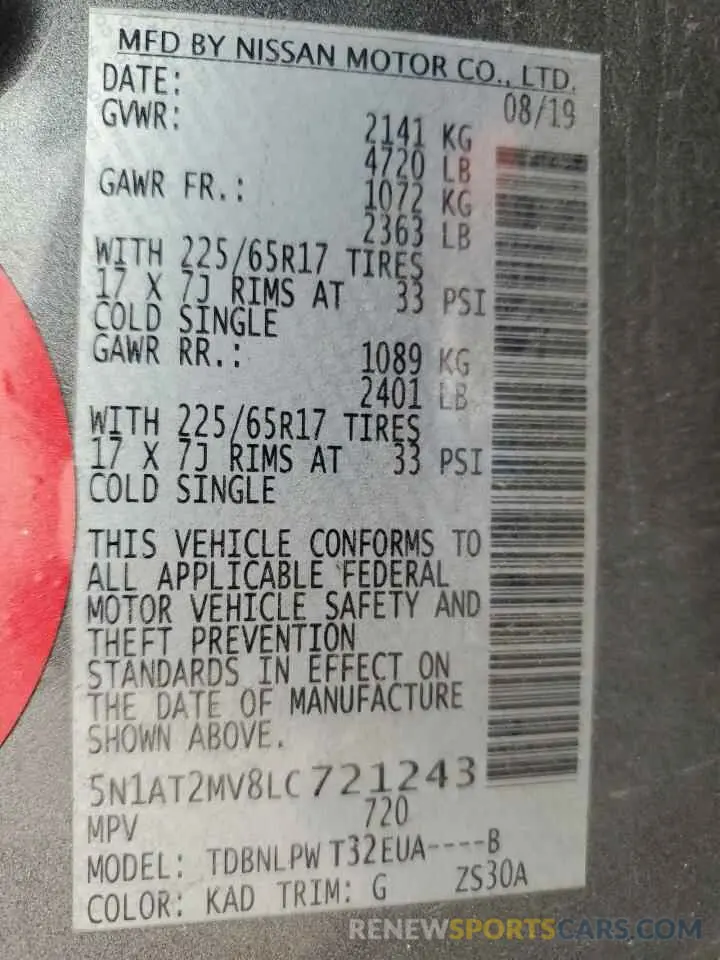 MFD BY NISSAN MOTOR CO., LTD.
DATE: 08/19
GVWR: 2141 KG
4720 LB
GAWR FR.: 1072 KG
2363 LB
WITH 225/65R17 TIRES
17 X 7J RIMS AT 33 PSI
COLD SINGLE
GAWR RR.: 1089 KG
2401 LB
WITH 225/65R17 TIRES
17 X 7J RIMS AT 33 PSI
COLD SINGLE
THIS VEHICLE CONFORMS TO
ALL APPLICABLE FEDERAL
MOTOR VEHICLE SAFETY AND
THEFT PREVENTION
STANDARDS IN EFFECT ON
THE DATE OF MANUFACTURE
SHOWN ABOVE.
5N1AT2MV8LC721243
MPV 720
MODEL: TDBNLPW T32EUA----B
COLOR: KAD TRIM: G ZS30A
RENEWSPORTSCARS.COM